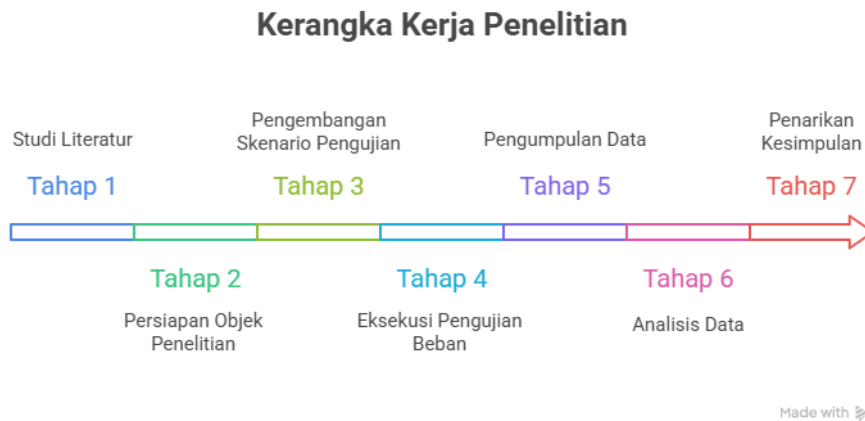 Kerangka Kerja Penelitian
Studi Literatur
Tahap 1
Tahap 2
Persiapan Objek
Penelitian
Pengembangan
Skenario Pengujian
Tahap 3
Tahap 4
Eksekusi Pengujian
Beban
Pengumpulan Data
Tahap 5
Tahap 6
Analisis Data
Penarikan
Kesimpulan
Tahap 7
Made with